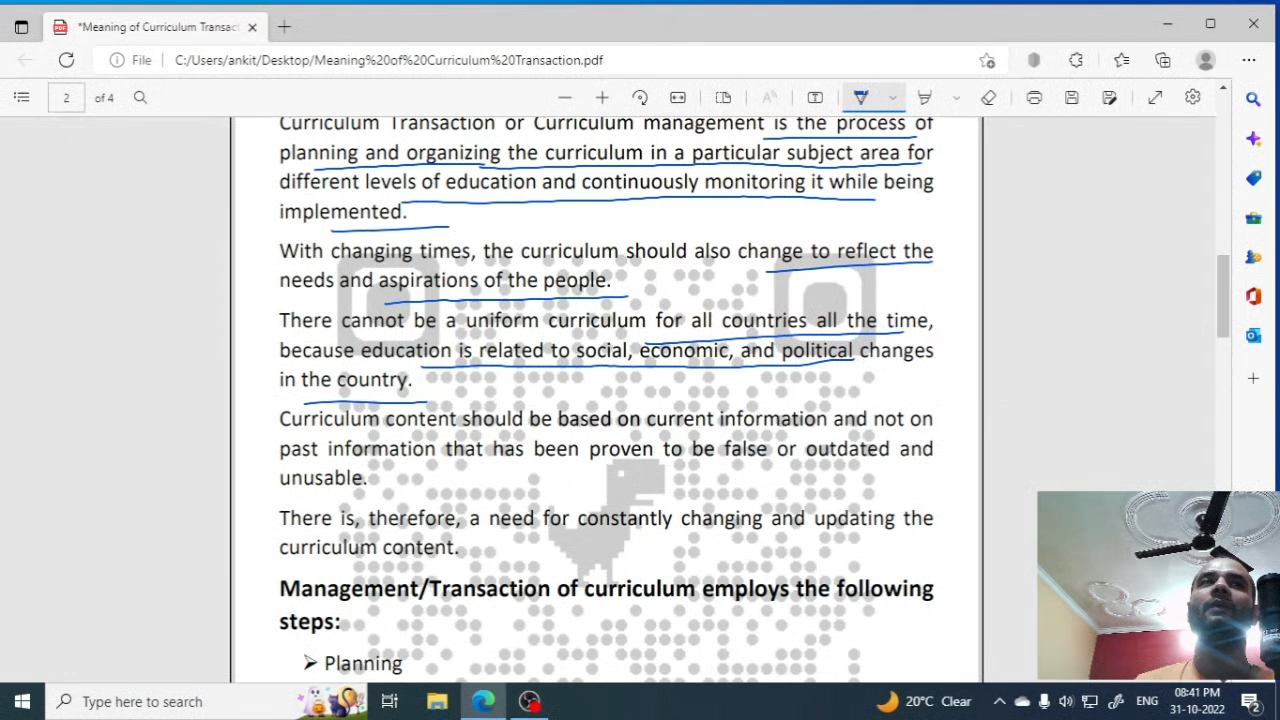 *Meaning of Curriculum Transac
File C:/Users/ankit/Desktop/Meaning%20of%20Curriculum%20Transaction.pdf
2 of 4
Curriculum Transaction or Curriculum management is the process of
planning and organizing the curriculum in a particular subject area for
different levels of education and continuously monitoring it while being
implemented.
With changing times, the curriculum should also change to reflect the
needs and aspirations of the people.
There cannot be a uniform curriculum for all countries all the time,
because education is related to social, economic, and political changes
in the country.
Curriculum content should be based on current information and not on
past information that has been proven to be false or outdated and
unusable.
There is, therefore, a need for constantly changing and updating the
curriculum content.
Management/Transaction of curriculum employs the following
steps:
➢ Planning
Type here to search
20°C Clear
ENG
08:41 PM
31-10-2022
2